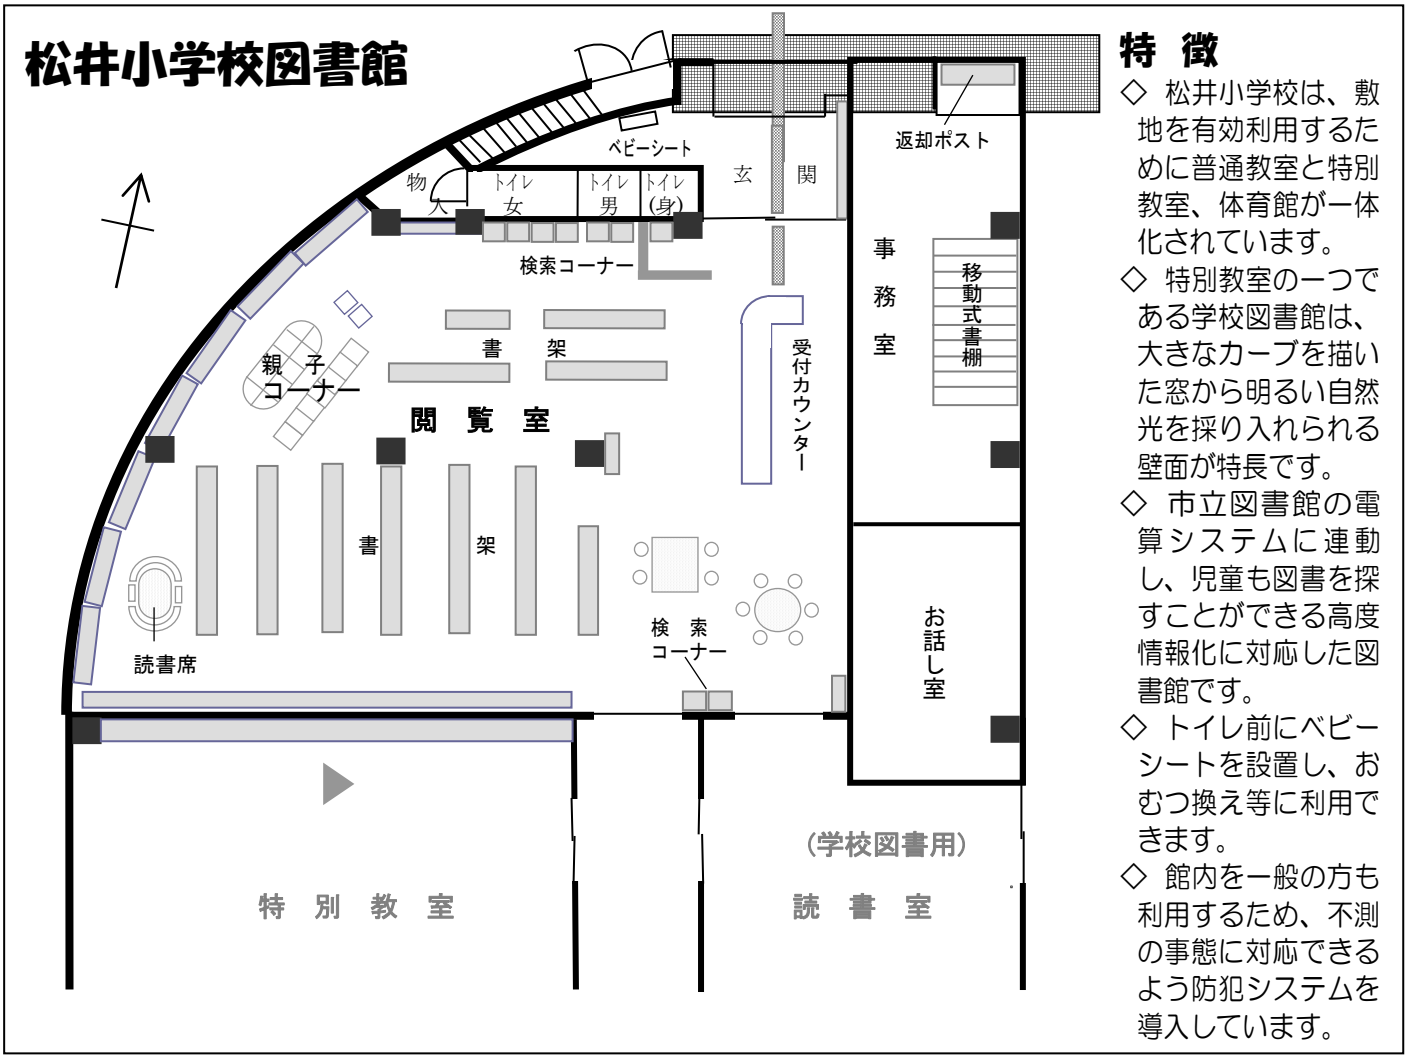 松井小学校図書館
ベビーシート
返却ポスト
物
入
トイレ
女
トイレ
男
トイレ
(身)
玄 関
検索コーナー
事務室
移動式書棚
書 架
受付カウンター
親 子
コーナー
閲 覧 室
書 架
読書席
検 索
コーナー
お話し室
(学校図書用)
読 書 室
特 別 教 室
特 徴
◇ 松井小学校は、敷
地を有効利用するた
めに普通教室と特別
教室、体育館が一体
化されています。
◇ 特別教室の一つで
ある学校図書館は、
大きなカーブを描い
た窓から明るい自然
光を採り入れられる
壁面が特長です。
◇ 市立図書館の電
算システムに連動
し、児童も図書を探
すことができる高度
情報化に対応した図
書館です。
◇ トイレ前にベビー
シートを設置し、お
むつ換え等に利用で
きます。
◇ 館内を一般の方も
利用するため、不測
の事態に対応できる
よう防犯システムを
導入しています。